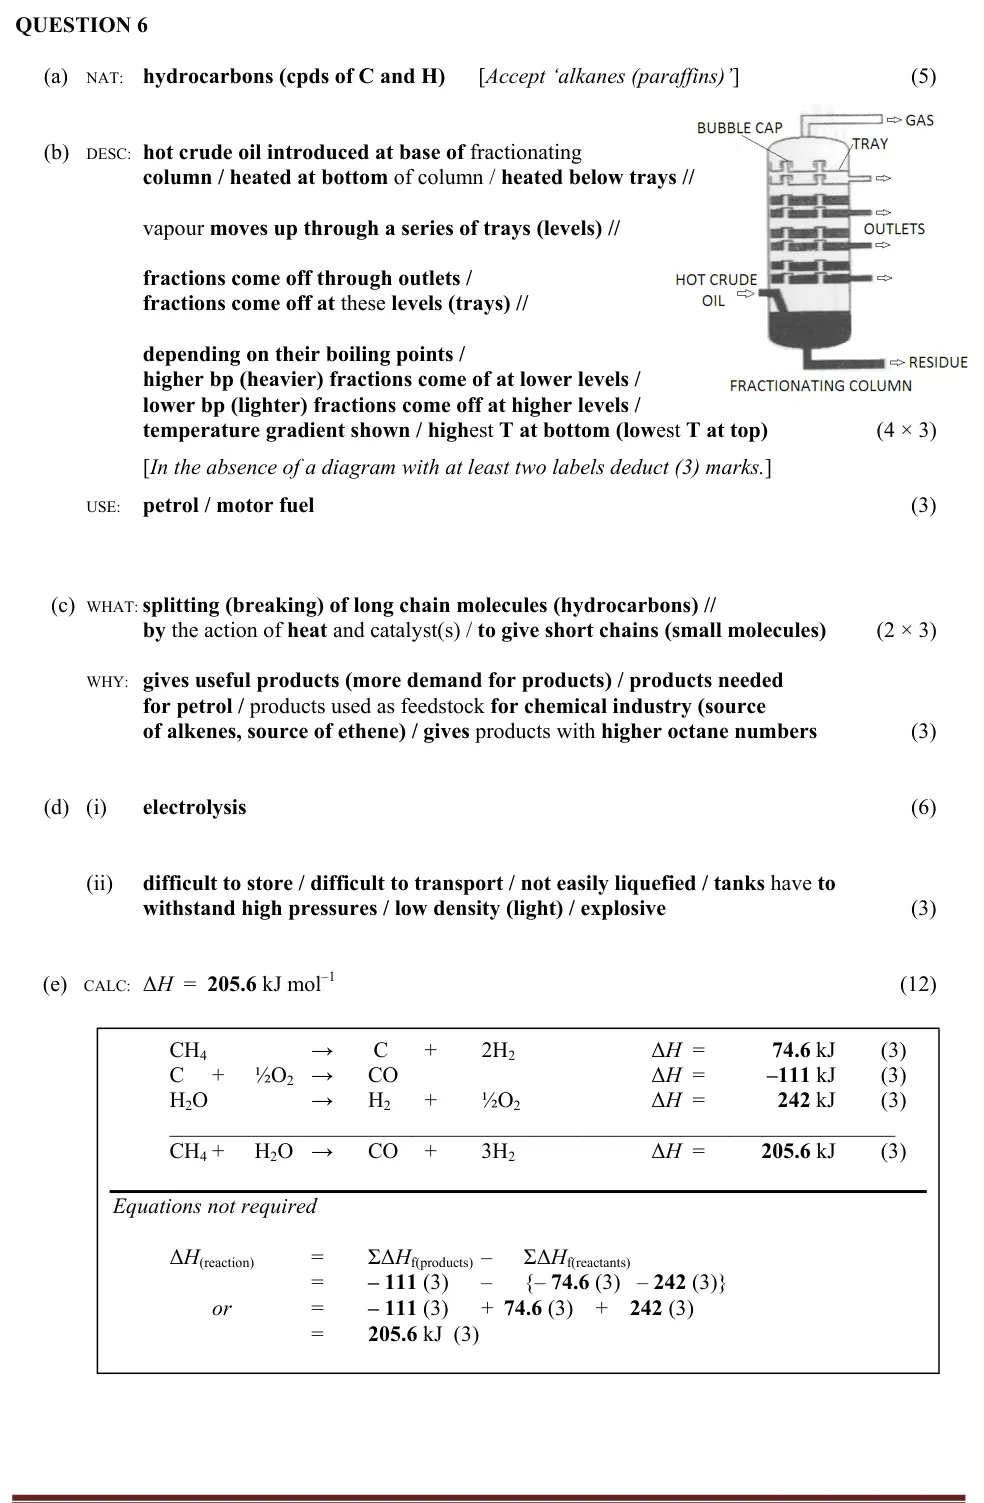 QUESTION 6
(a) NAT: hydrocarbons (cpds of C and H) [Accept ‘alkanes (paraffins)’] (5)
(b) DESC: hot crude oil introduced at base of fractionating
column / heated at bottom of column / heated below trays //
vapour moves up through a series of trays (levels) //
fractions come off through outlets /
fractions come off at these levels (trays) //
depending on their boiling points /
higher bp (heavier) fractions come of at lower levels /
lower bp (lighter) fractions come off at higher levels /
temperature gradient shown / highest T at bottom (lowest T at top) (4 × 3)
BUBBLE CAP
GAS
TRAY
OUTLETS
HOT CRUDE
OIL
RESIDUE
FRACTIONATING COLUMN
[In the absence of a diagram with at least two labels deduct (3) marks.]
USE: petrol / motor fuel (3)
(c) WHAT: splitting (breaking) of long chain molecules (hydrocarbons) //
by the action of heat and catalyst(s) / to give short chains (small molecules) (2 × 3)
WHY: gives useful products (more demand for products) / products needed
for petrol / products used as feedstock for chemical industry (source
of alkenes, source of ethene) / gives products with higher octane numbers (3)
(d) (i) electrolysis (6)
(ii) difficult to store / difficult to transport / not easily liquefied / tanks have to
withstand high pressures / low density (light) / explosive (3)
(e) CALC: ΔH = 205.6 kJ mol⁻¹ (12)
CH₄ → C + 2H₂ ΔH = 74.6 kJ (3)
C + ½O₂ → CO ΔH = –111 kJ (3)
H₂O → H₂ + ½O₂ ΔH = 242 kJ (3)
CH₄ + H₂O → CO + 3H₂ ΔH = 205.6 kJ (3)
Equations not required
ΔH(reaction) = ΣΔHf(products) – ΣΔHf(reactants)
= – 111 (3) – {– 74.6 (3) – 242 (3)}
or = – 111 (3) + 74.6 (3) + 242 (3)
= 205.6 kJ (3)